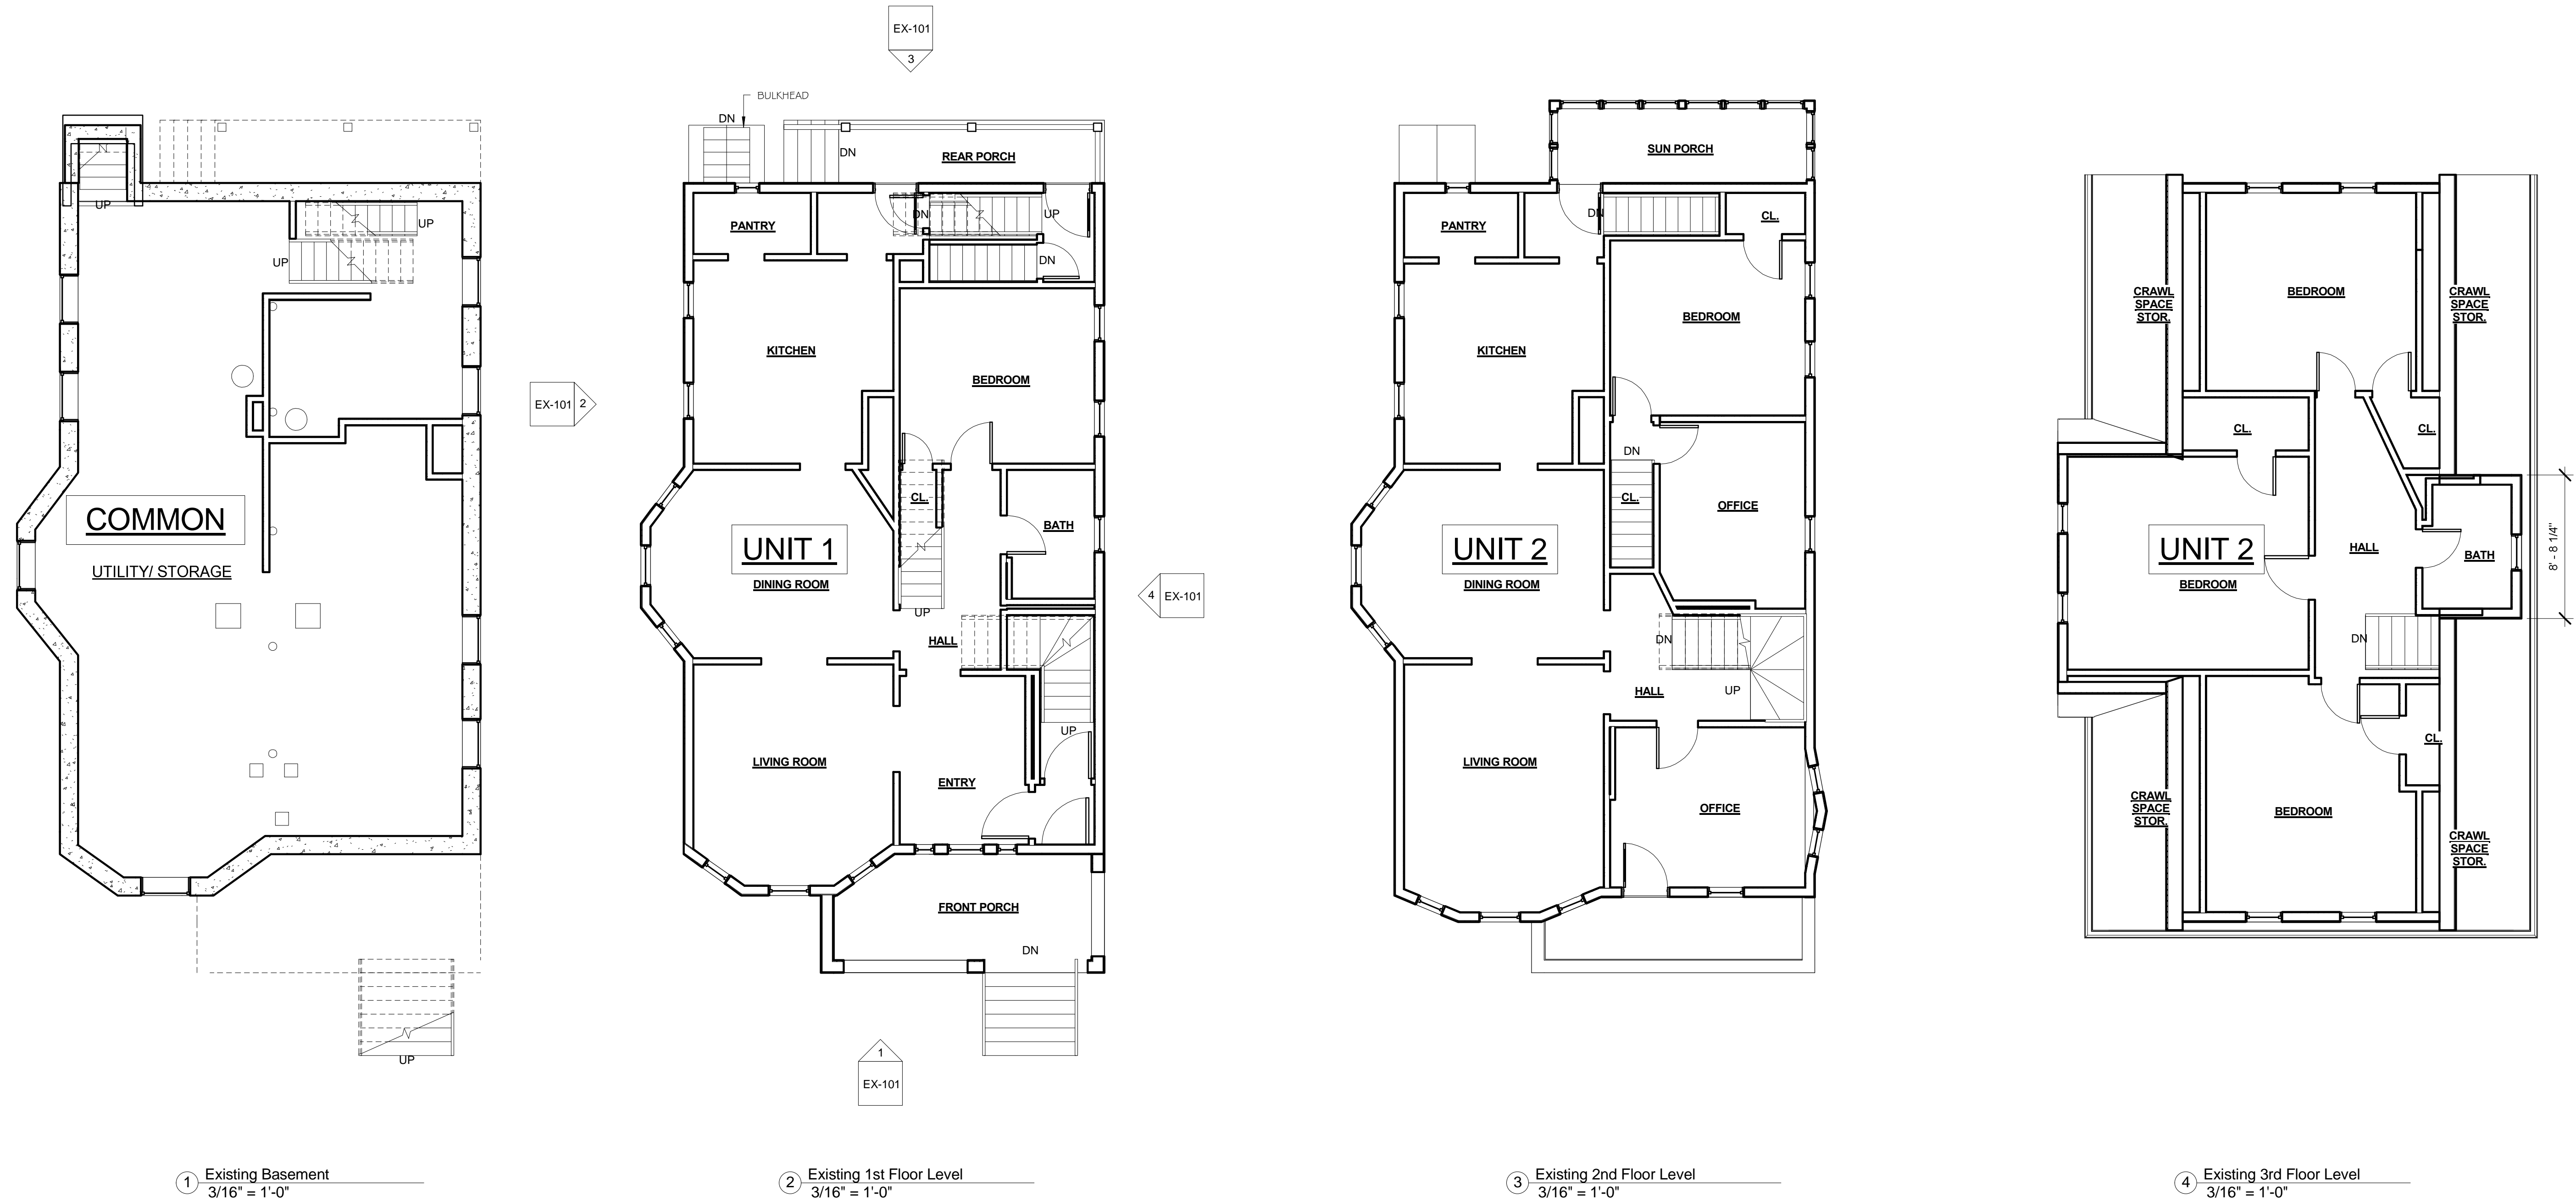 EX-101
3
BULKHEAD
DN
DN
REAR PORCH
SUN PORCH
UP
UP
UP
DN
UP
DN
PANTRY
DN
PANTRY
CL.
CRAWL
SPACE
STOR.
BEDROOM
CRAWL
SPACE
STOR.
KITCHEN
BEDROOM
KITCHEN
BEDROOM
EX-101
2
CL.
CL.
DN
CL.
BATH
CL.
OFFICE
COMMON
UTILITY/ STORAGE
UNIT 1
DINING ROOM
UNIT 2
DINING ROOM
UNIT 2
BEDROOM
HALL
BATH
8' - 8 1/4"
4
EX-101
UP
HALL
DN
HALL
UP
DN
UP
LIVING ROOM
ENTRY
LIVING ROOM
OFFICE
CL.
CRAWL
SPACE
STOR.
BEDROOM
CRAWL
SPACE
STOR.
FRONT PORCH
DN
UP
1
EX-101
1
Existing Basement
3/16" = 1'-0"
2
Existing 1st Floor Level
3/16" = 1'-0"
3
Existing 2nd Floor Level
3/16" = 1'-0"
4
Existing 3rd Floor Level
3/16" = 1'-0"